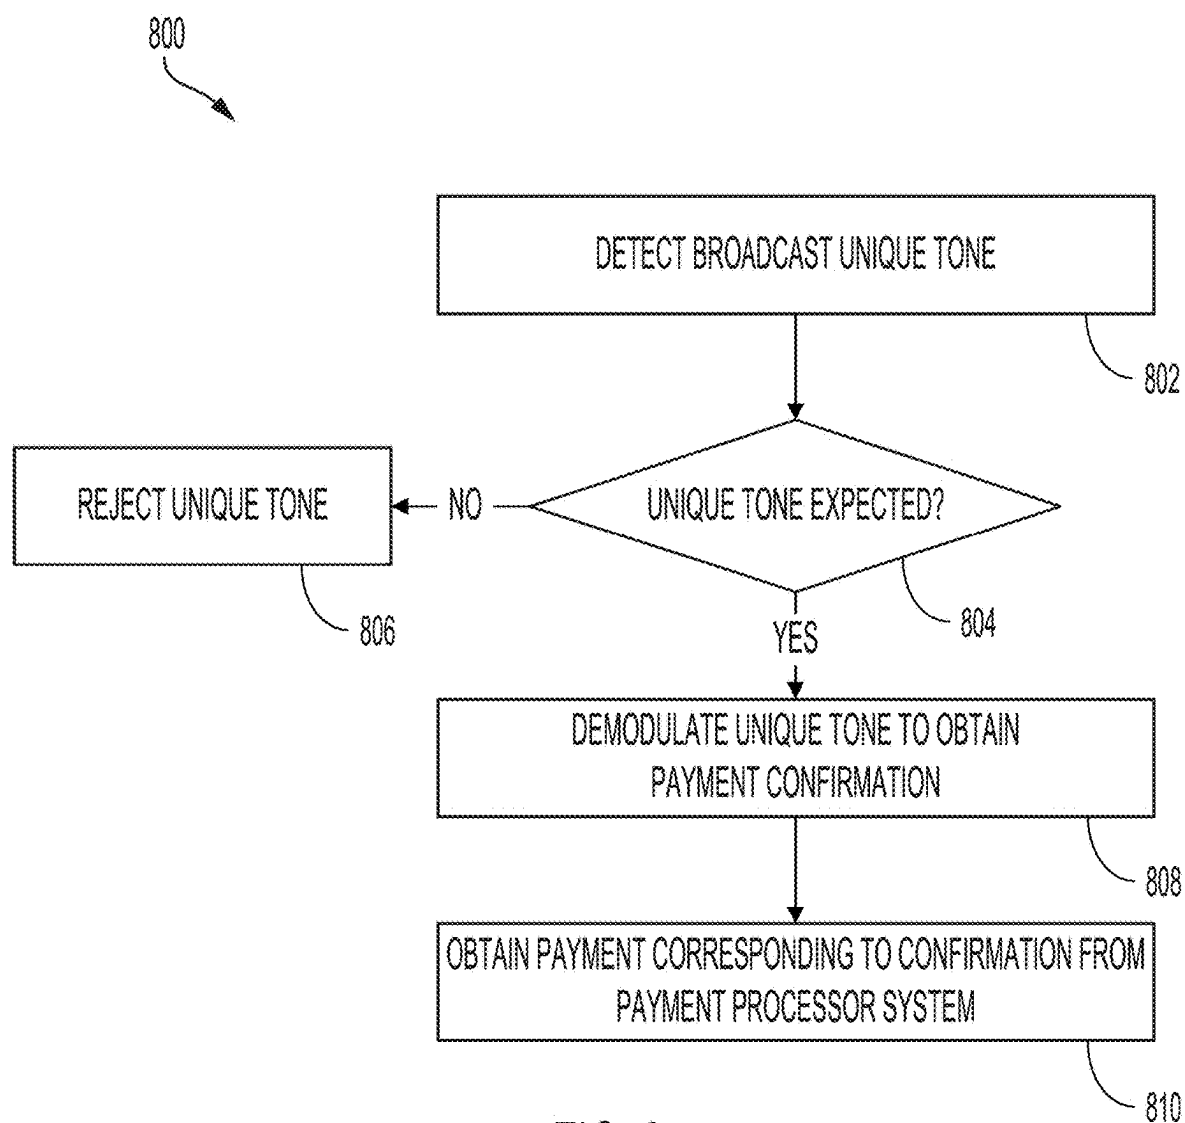 800
DETECT BROADCAST UNIQUE TONE
802
UNIQUE TONE EXPECTED?
804
NO
REJECT UNIQUE TONE
806
YES
DEMODULATE UNIQUE TONE TO OBTAIN
PAYMENT CONFIRMATION
808
OBTAIN PAYMENT CORRESPONDING TO CONFIRMATION FROM
PAYMENT PROCESSOR SYSTEM
810